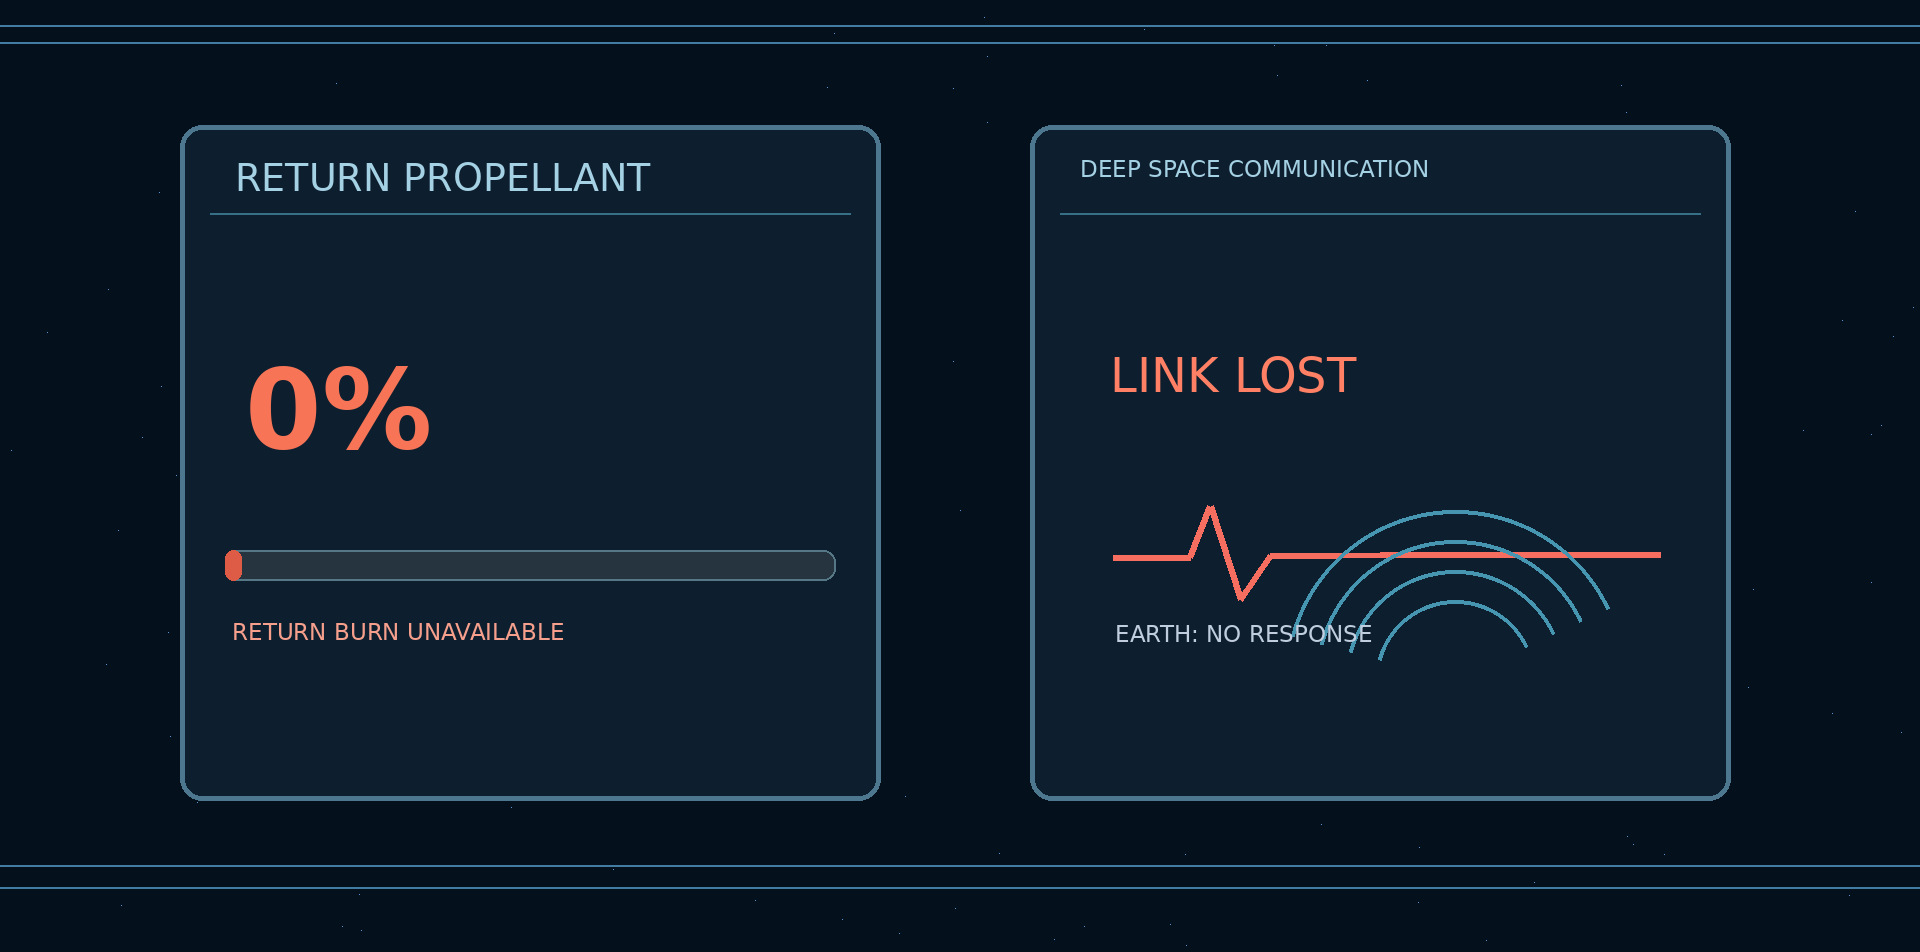 RETURN PROPELLANT
0%
RETURN BURN UNAVAILABLE
DEEP SPACE COMMUNICATION
LINK LOST
EARTH: NO RESPONSE